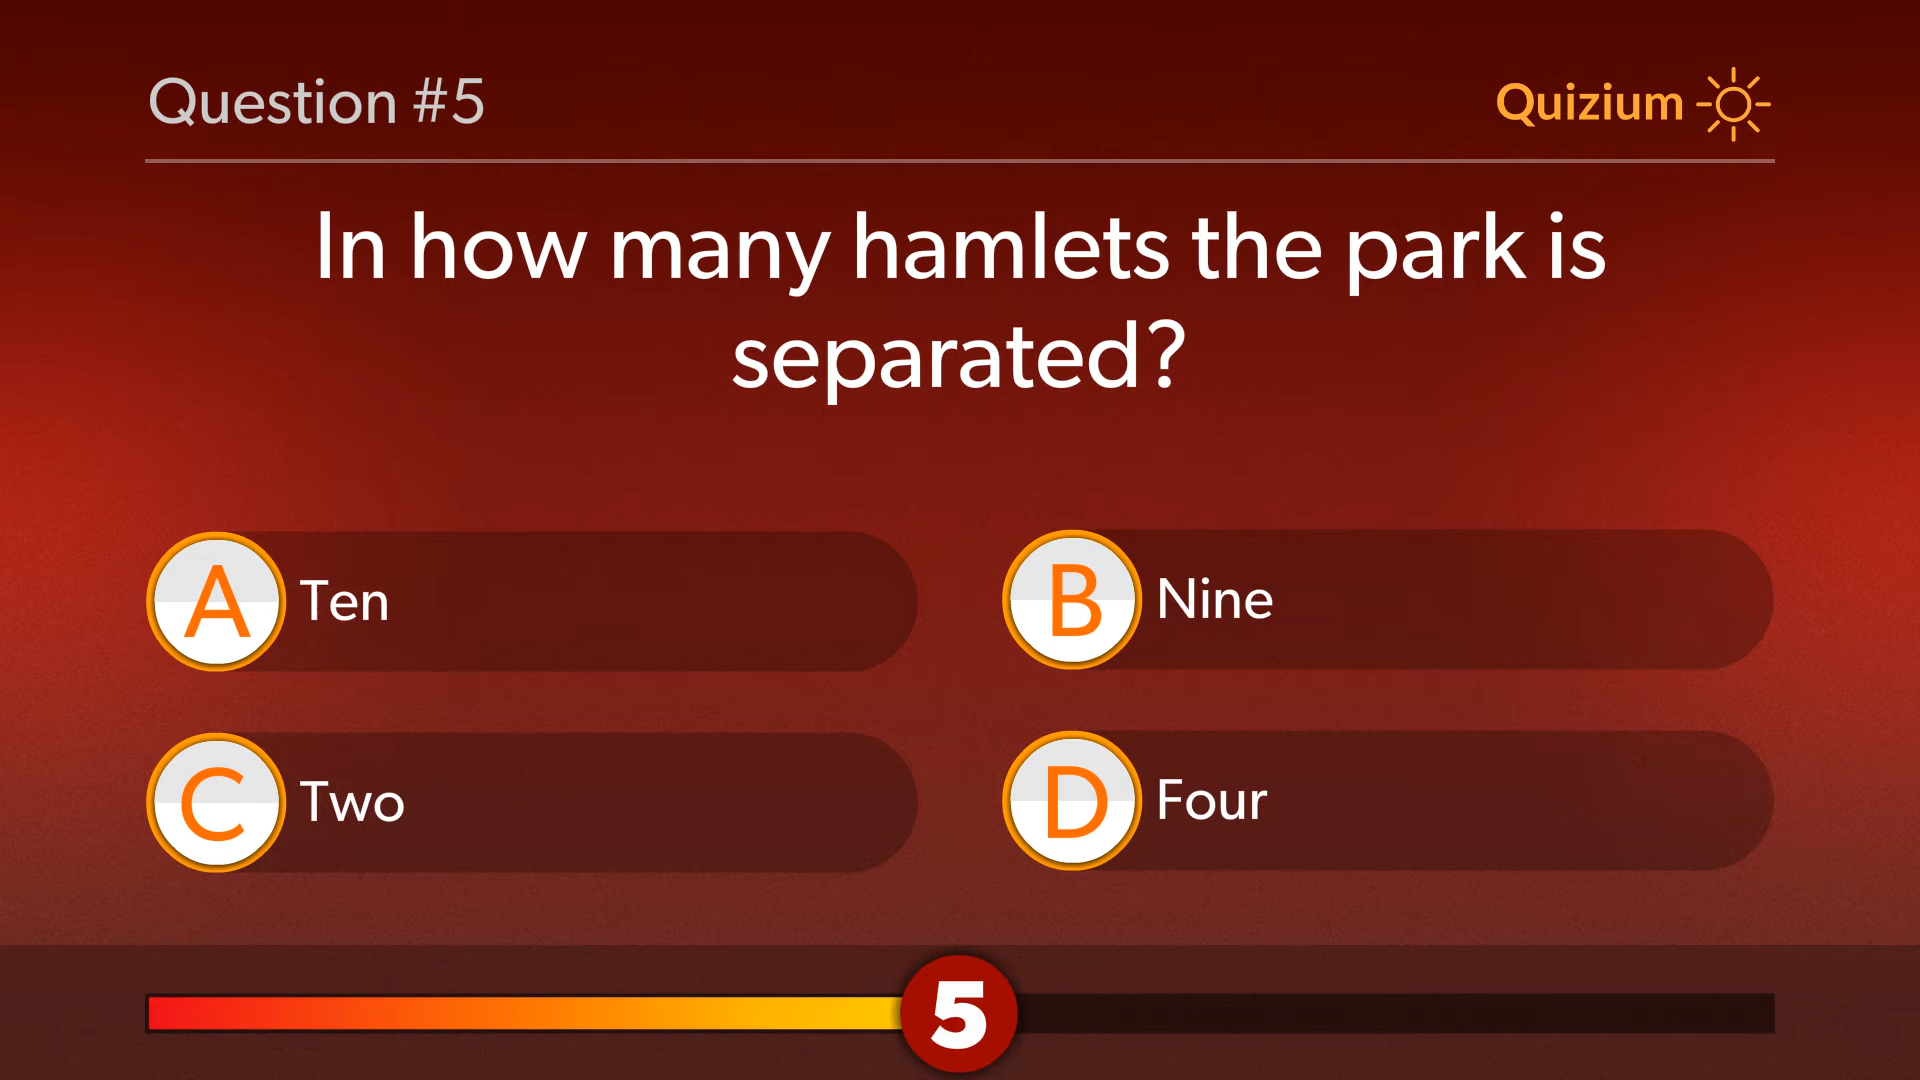 Question #5
Quizium
In how many hamlets the park is
separated?
A Ten
B Nine
C Two
D Four
5